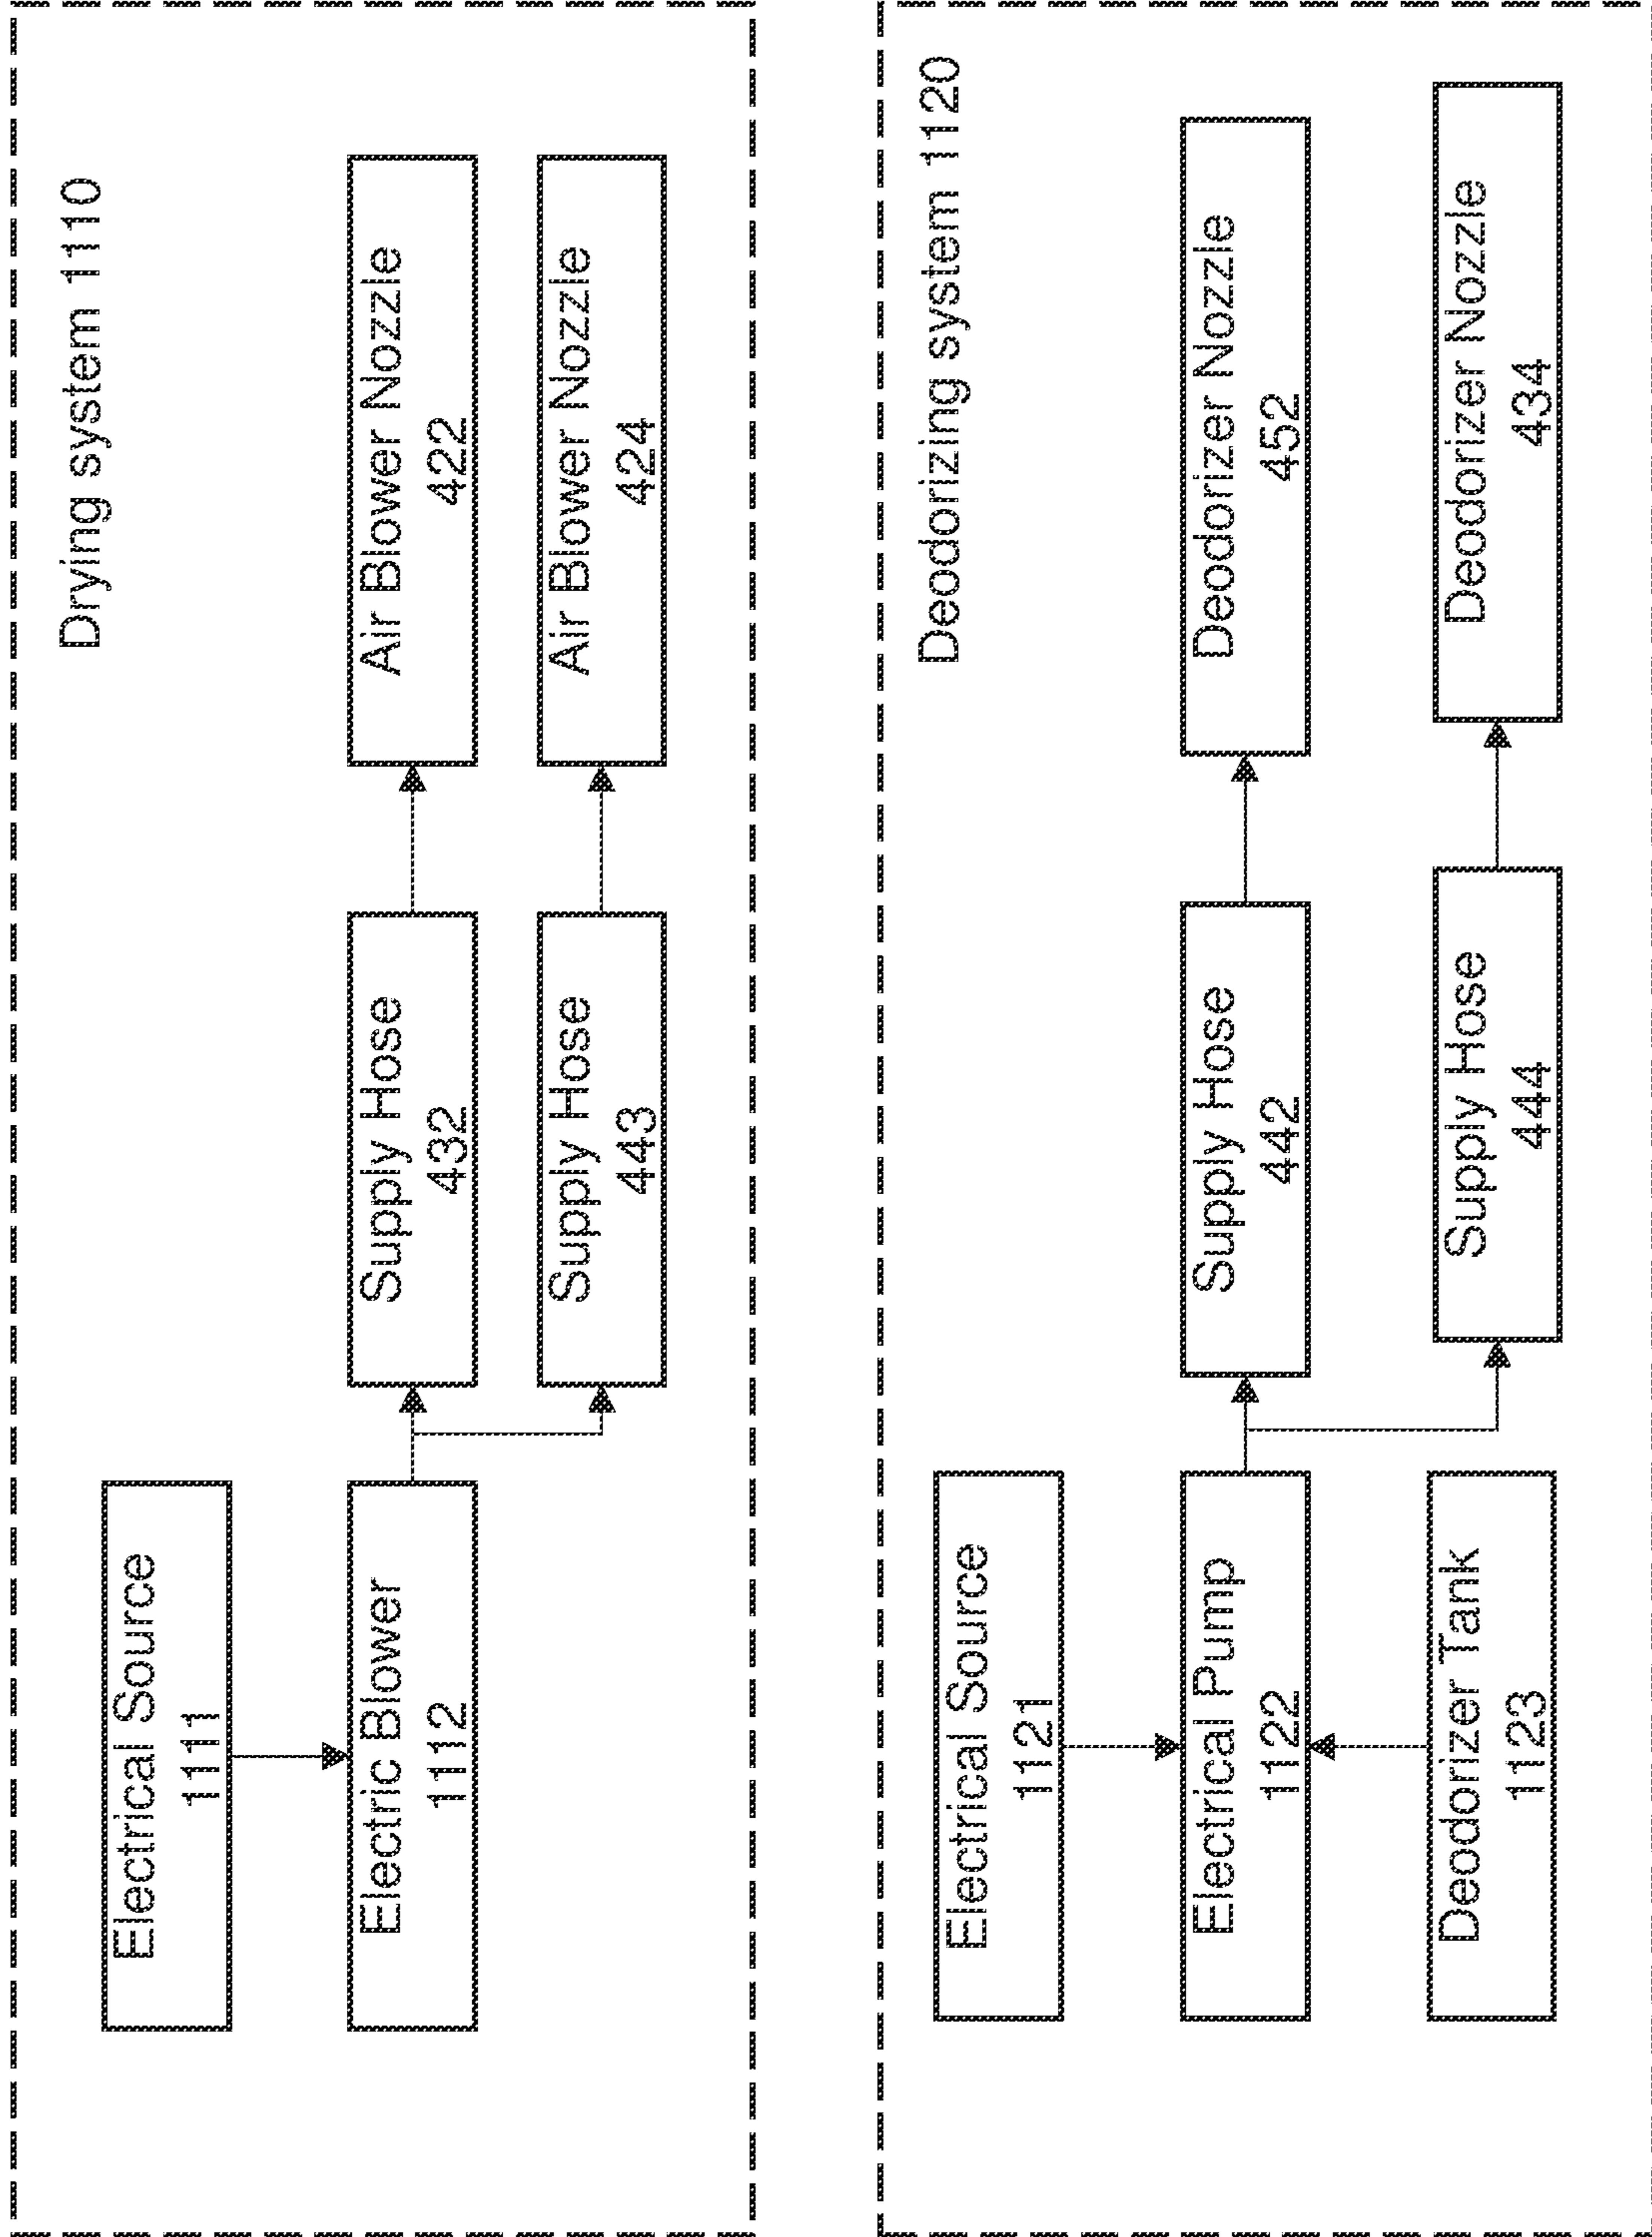 Drying system 1110
Electrical Source
1111
Electric Blower
1112
Supply Hose
432
Air Blower Nozzle
422
Supply Hose
443
Air Blower Nozzle
424
Deodorizing system 1120
Electrical Source
1121
Electrical Pump
1122
Supply Hose
442
Deodorizer Nozzle
452
Deodorizer Tank
1123
Supply Hose
444
Deodorizer Nozzle
434